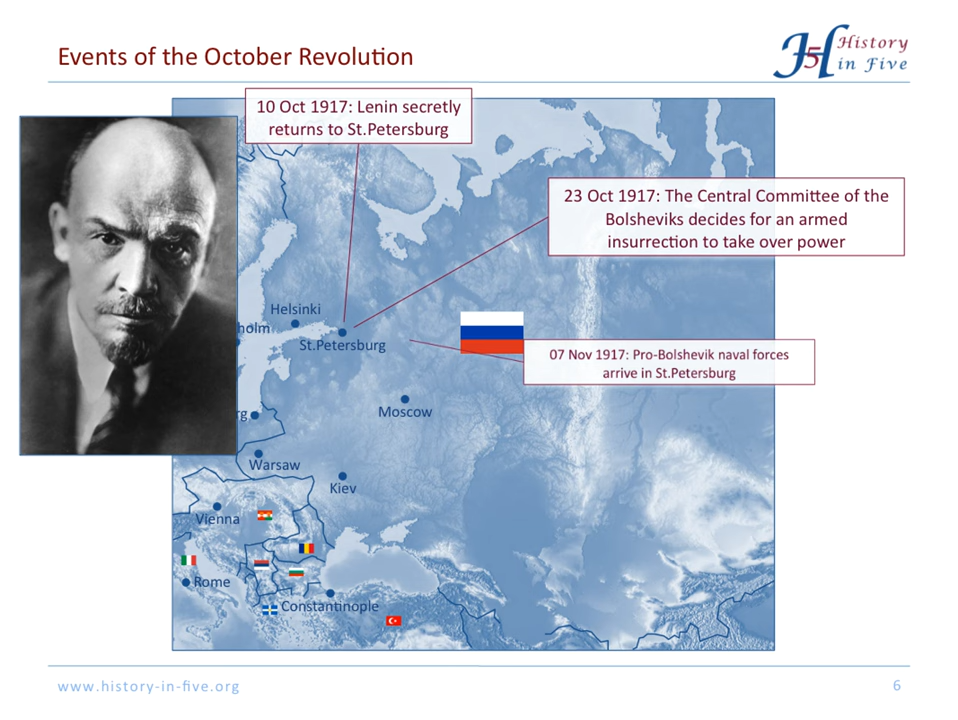 Events of the October Revolution
History
in Five
10 Oct 1917: Lenin secretly
returns to St.Petersburg
23 Oct 1917: The Central Committee of the
Bolsheviks decides for an armed
insurrection to take over power
Helsinki
holm
St.Petersburg
07 Nov 1917: Pro-Bolshevik naval forces
arrive in St.Petersburg
Moscow
rg
Warsaw
Kiev
Vienna
Rome
Constantinople
www.history-in-five.org
6